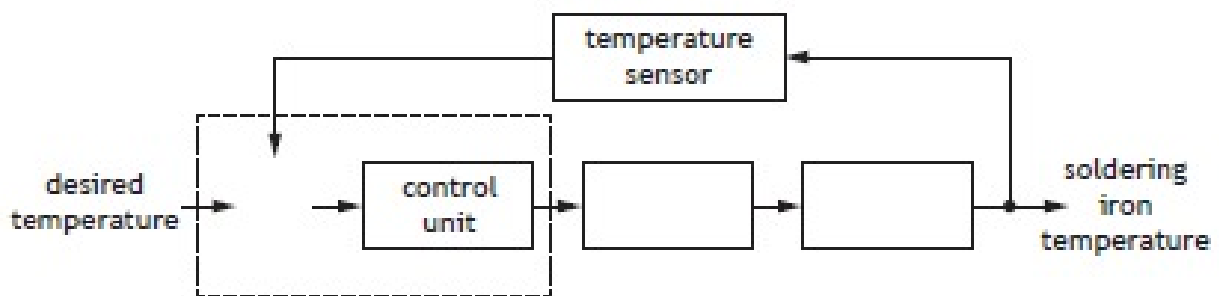 temperature
sensor
desired
temperature
control
unit
soldering
iron
temperature